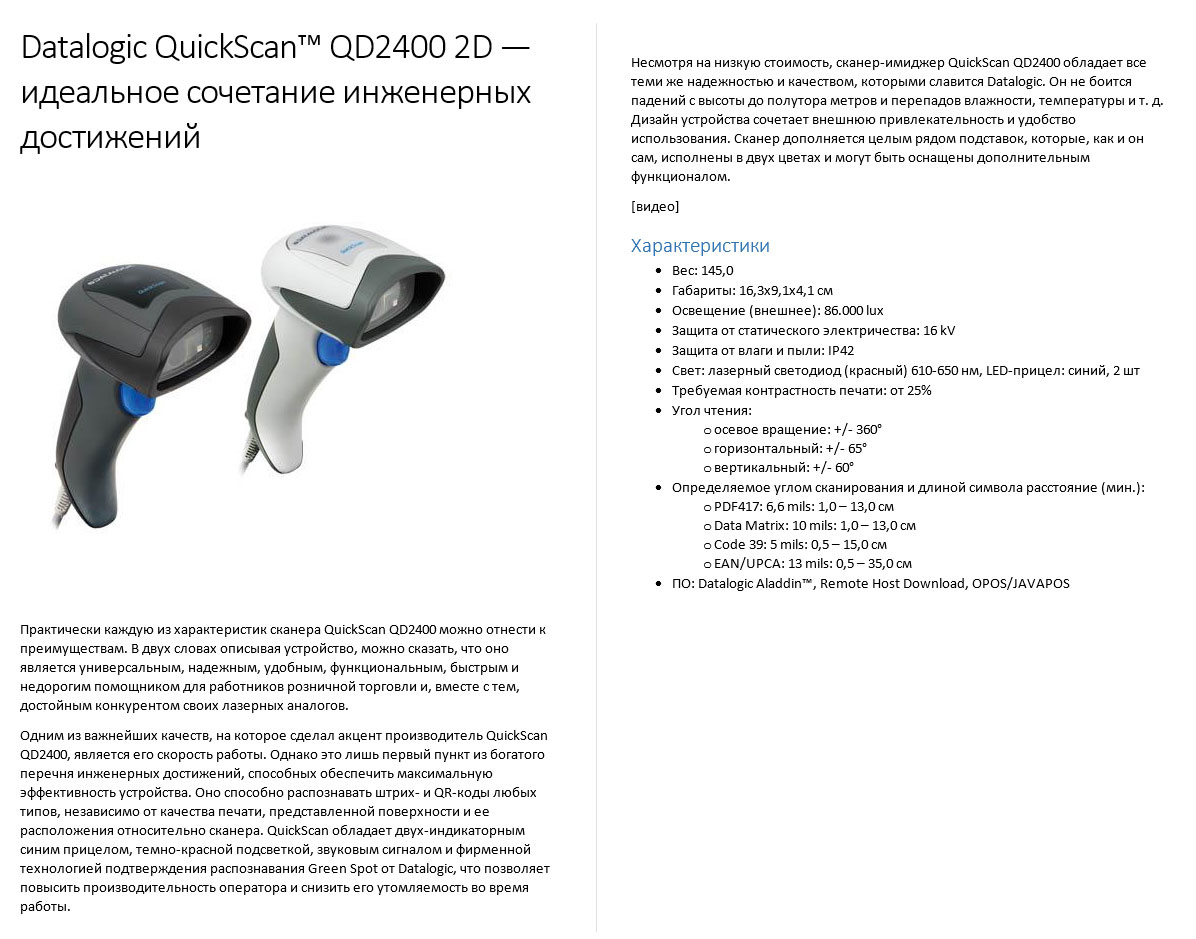 Datalogic QuickScan™ QD2400 2D —
идеальное сочетание инженерных
достижений
DATALOGIC
QuickScan
QuickScan
Практически каждую из характеристик сканера QuickScan QD2400 можно отнести к
преимуществам. В двух словах описывая устройство, можно сказать, что оно
является универсальным, надежным, удобным, функциональным, быстрым и
недорогим помощником для работников розничной торговли и, вместе с тем,
достойным конкурентом своих лазерных аналогов.
Одним из важнейших качеств, на которое сделал акцент производитель QuickScan
QD2400, является его скорость работы. Однако это лишь первый пункт из богатого
перечня инженерных достижений, способных обеспечить максимальную
эффективность устройства. Оно способно распознавать штрих- и QR-коды любых
типов, независимо от качества печати, представленной поверхности и ее
расположения относительно сканера. QuickScan обладает двух-индикаторным
синим прицелом, темно-красной подсветкой, звуковым сигналом и фирменной
технологией подтверждения распознавания Green Spot от Datalogic, что позволяет
повысить производительность оператора и снизить его утомляемость во время
работы.
Несмотря на низкую стоимость, сканер-имиджер QuickScan QD2400 обладает все
теми же надежностью и качеством, которыми славится Datalogic. Он не боится
падений с высоты до полутора метров и перепадов влажности, температуры и т. д.
Дизайн устройства сочетает внешнюю привлекательность и удобство
использования. Сканер дополняется целым рядом подставок, которые, как и он
сам, исполнены в двух цветах и могут быть оснащены дополнительным
функционалом.
[видео]
Характеристики
• Вес: 145,0
• Габариты: 16,3x9,1x4,1 см
• Освещение (внешнее): 86.000 lux
• Защита от статического электричества: 16 kV
• Защита от влаги и пыли: IP42
• Свет: лазерный светодиод (красный) 610-650 нм, LED-прицел: синий, 2 шт
• Требуемая контрастность печати: от 25%
• Угол чтения:
o осевое вращение: +/- 360°
o горизонтальный: +/- 65°
o вертикальный: +/- 60°
• Определяемое углом сканирования и длиной символа расстояние (мин.):
o PDF417: 6,6 mils: 1,0 – 13,0 см
o Data Matrix: 10 mils: 1,0 – 13,0 см
o Code 39: 5 mils: 0,5 – 15,0 см
o EAN/UPCA: 13 mils: 0,5 – 35,0 см
• ПО: Datalogic Aladdin™, Remote Host Download, OPOS/JAVAPOS